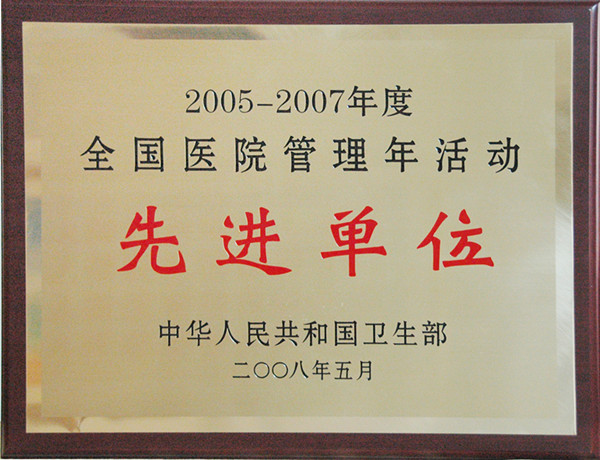 2005-2007年度
全国医院管理年活动
先进单位
中华人民共和国卫生部
二〇〇八年五月